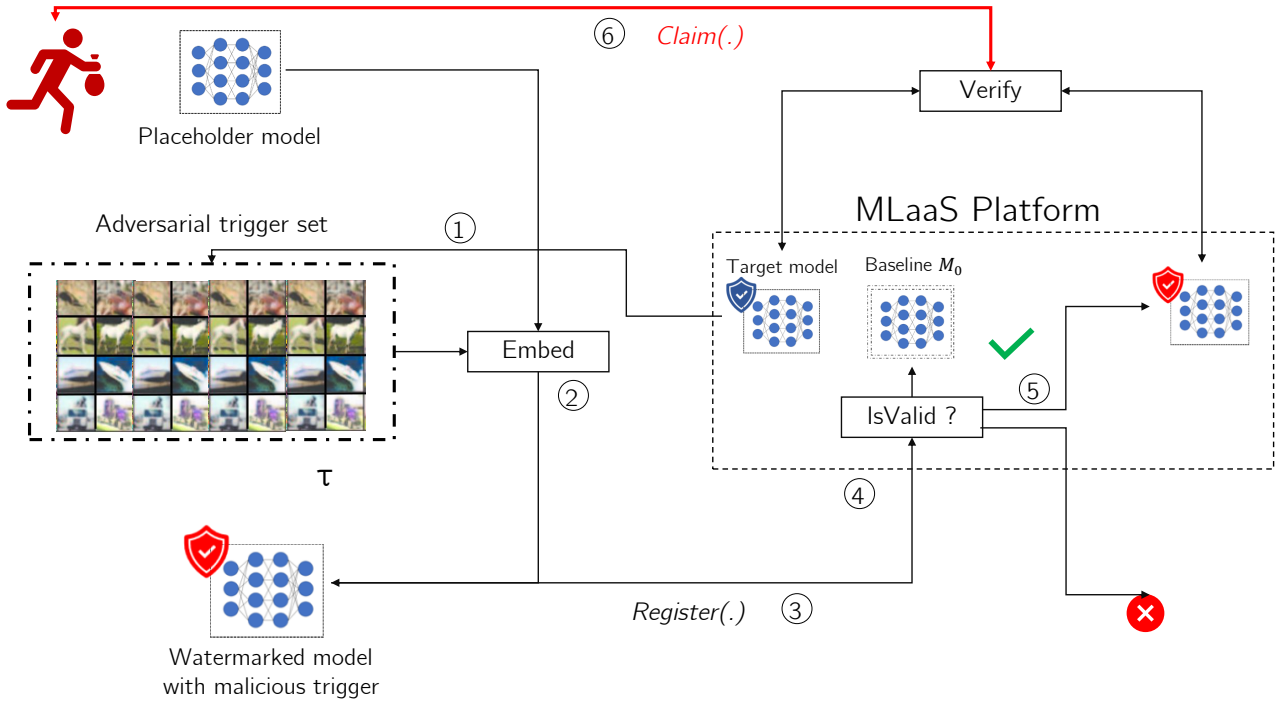 ⑥ Claim(.)
Verify
Placeholder model
MLaaS Platform
Adversarial trigger set
①
Target model
Baseline M₀
Embed
②
⑤
IsValid ?
τ
④
Register(.) ③
Watermarked model
with malicious trigger